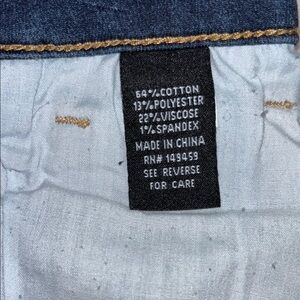 64%COTTON
13%POLYESTER
22%VISCOSE
1%SPANDEX
MADE IN CHINA
RN# 149459
SEE REVERSE
FOR CARE